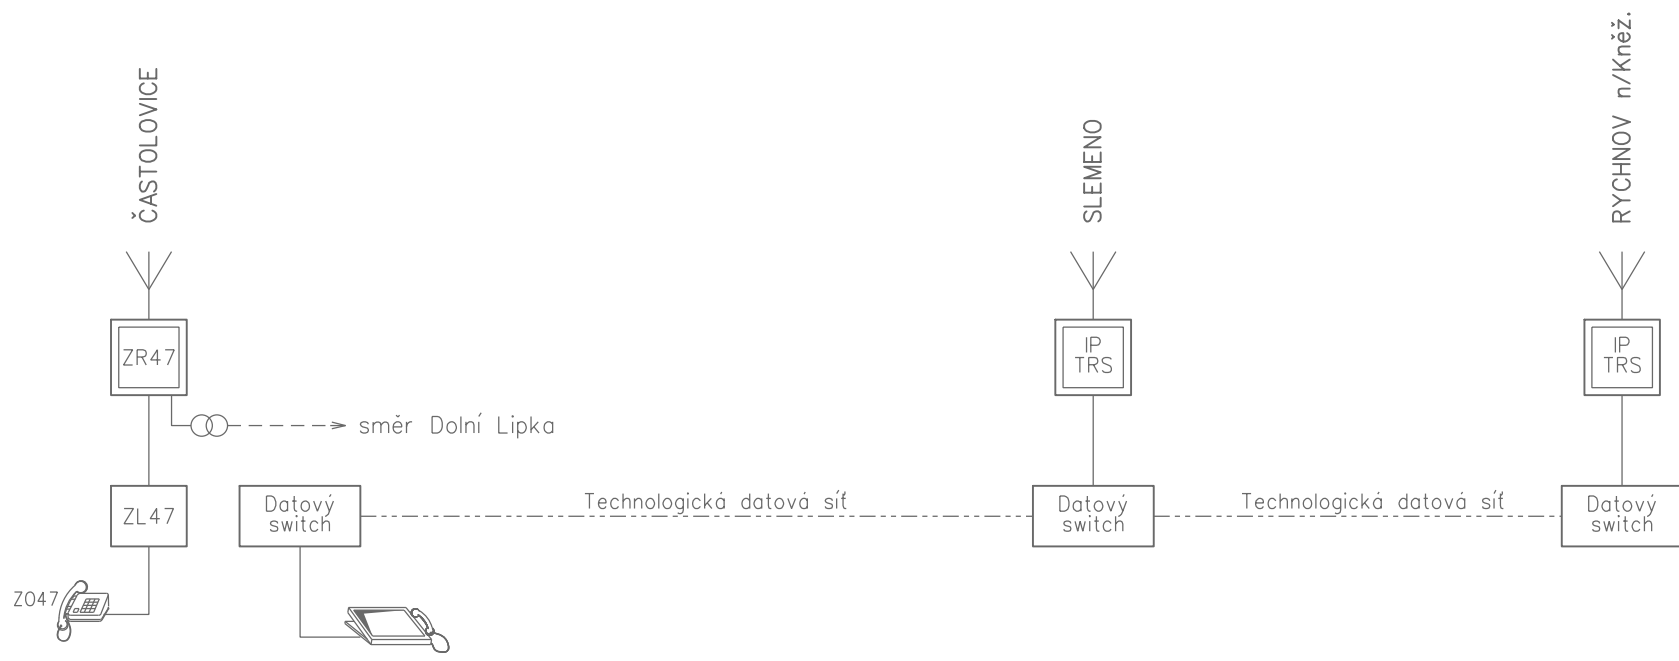 ČASTOLOVICE
SLEMENO
RYCHNOV n/Kněž.
ZR47
IP
TRS
IP
TRS
směr Dolní Lipka
ZL47
Datový
switch
Technologická datová síť
Datový
switch
Technologická datová síť
Datový
switch
ZO47